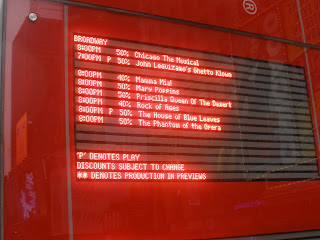 BROADWAY
8:00PM 50% Chicago The Musical
7:00PM P 50% John Leguizamo's Ghetto Klown
8:00PM 40% Mamma Mia!
8:00PM 50% Mary Poppins
8:00PM 50% Priscilla Queen Of The Desert
8:00PM 40% Rock of Ages
8:00PM P 50% The House of Blue Leaves
8:00PM 50% The Phantom of the Opera
'P' DENOTES PLAY
DISCOUNTS SUBJECT TO CHANGE
** DENOTES PRODUCTION IN PREVIEWS